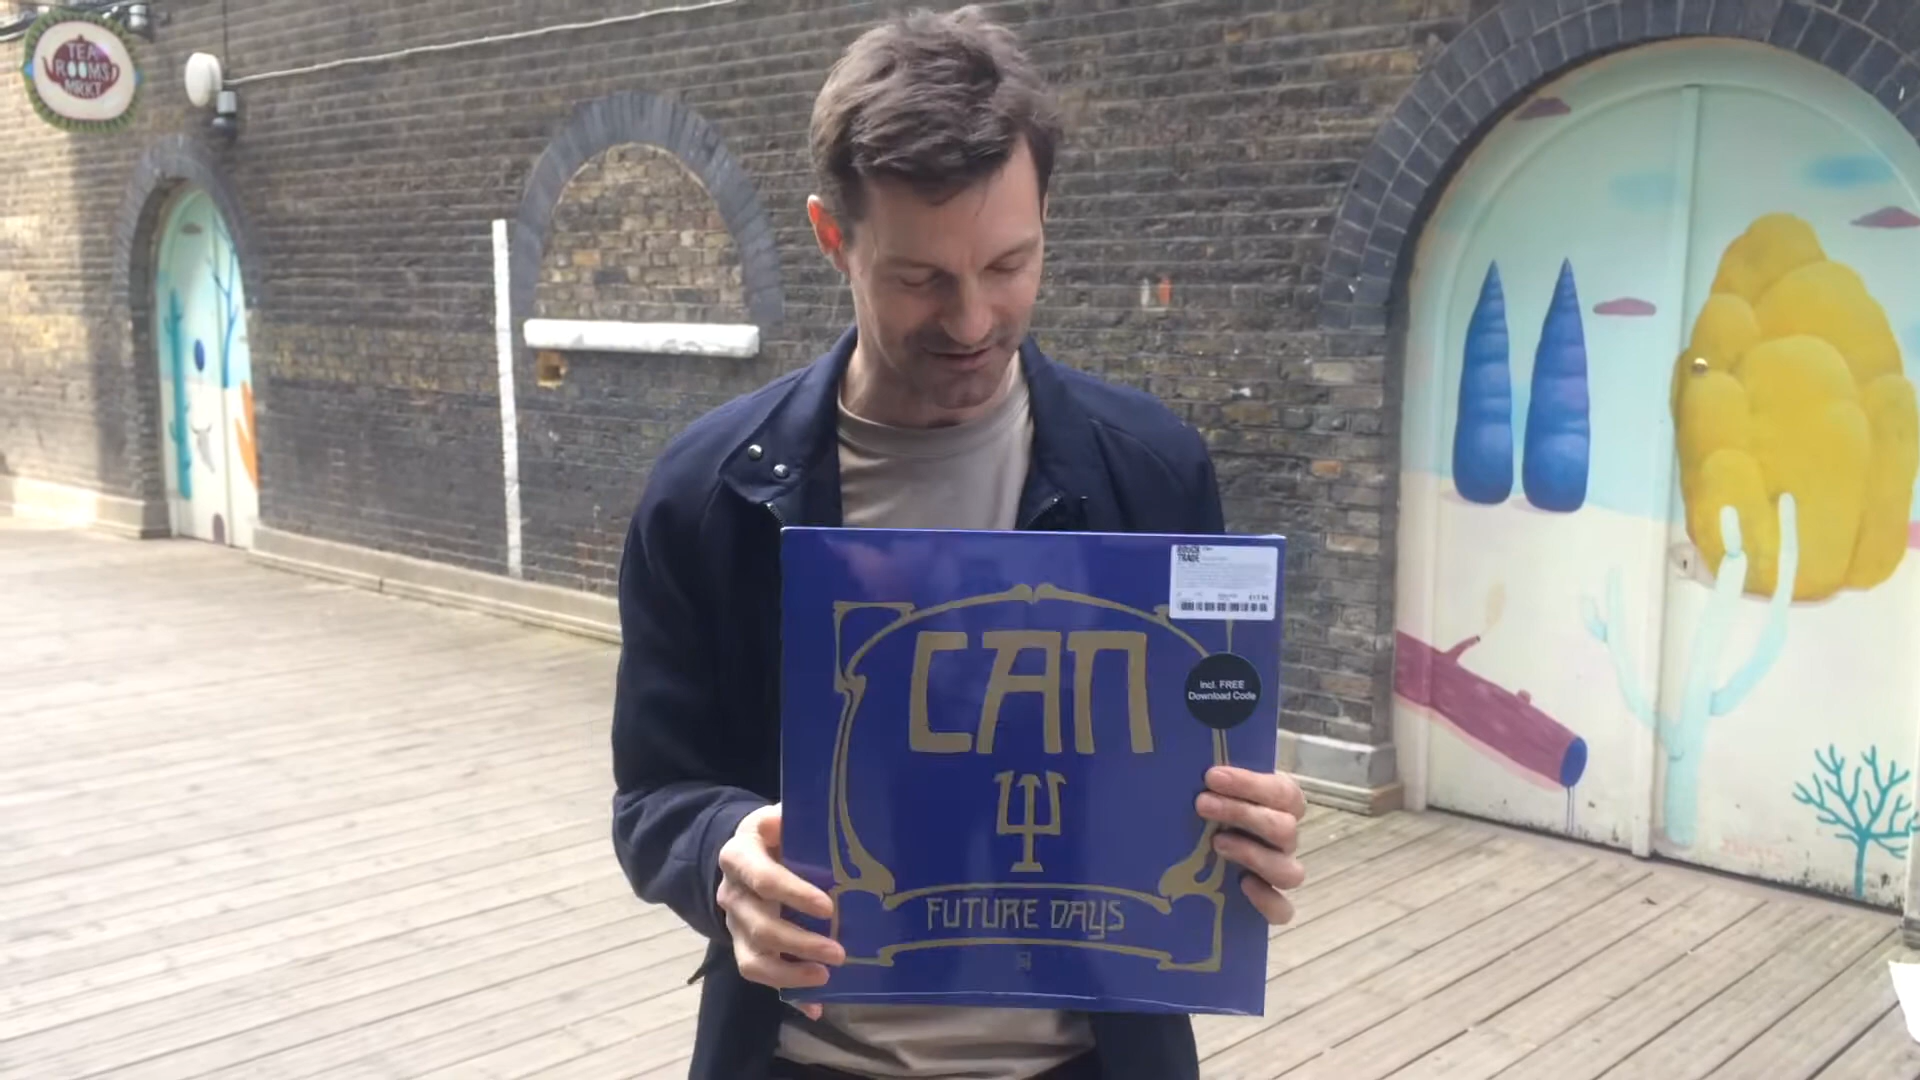 TEA
ROOMS
MRKT
ROUGH
TRADE
CAN
incl. FREE
Download Code
FUTURE DAYS